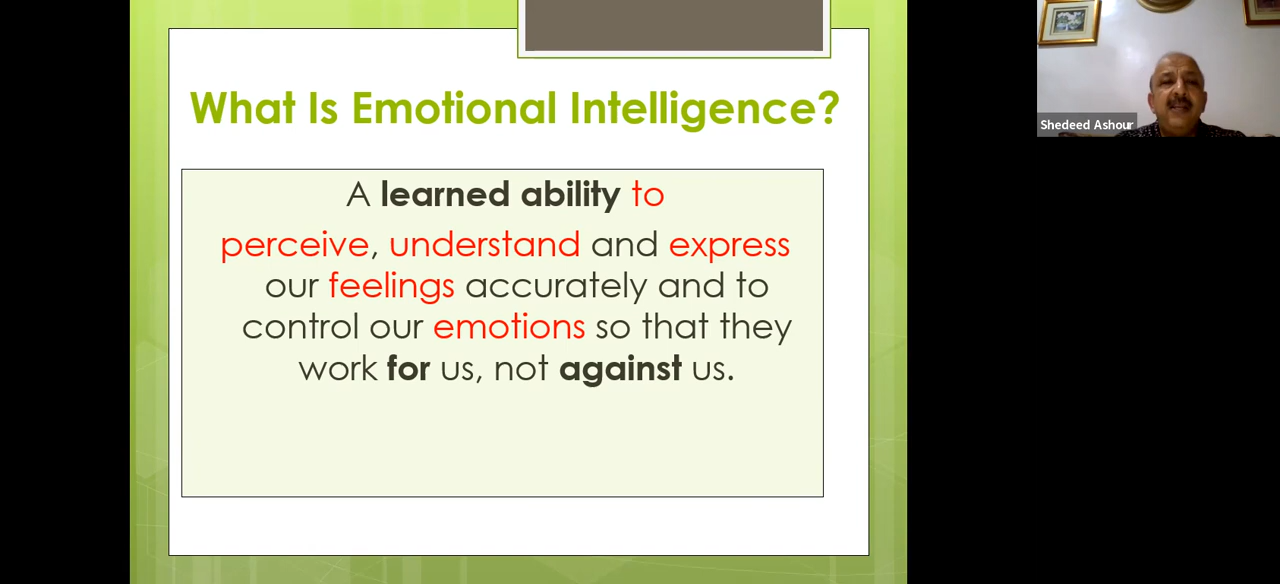 What Is Emotional Intelligence?
A learned ability to
perceive, understand and express
our feelings accurately and to
control our emotions so that they
work for us, not against us.
Shedeed Ashour